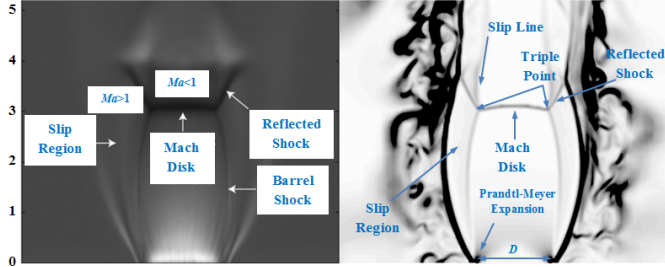 5
4
3
2
1
0
Ma<1
Ma>1
Slip
Region
Mach
Disk
Reflected
Shock
Barrel
Shock
Slip Line
Triple
Point
Reflected
Shock
Mach
Disk
Slip
Region
Prandtl-Meyer
Expansion
D